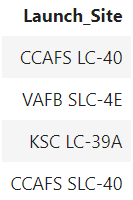 Launch_Site
CCAFS LC-40
VAFB SLC-4E
KSC LC-39A
CCAFS SLC-40